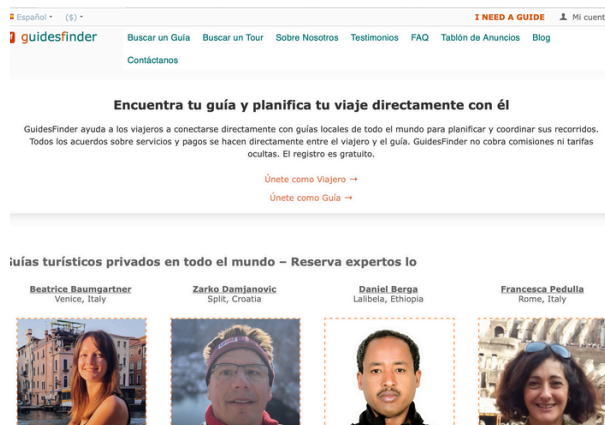 Español ($)
I NEED A GUIDE
guidesfinder
Buscar un Guía Buscar un Tour Sobre Nosotros Testimonios FAQ Tablón de Anuncios Blog
Contáctanos
Encuentra tu guía y planifica tu viaje directamente con él
GuidesFinder ayuda a los viajeros a conectarse directamente con guías locales de todo el mundo para planificar y coordinar sus recorridos.
Todos los acuerdos sobre servicios y pagos se hacen directamente entre el viajero y el guía. GuidesFinder no cobra comisiones ni tarifas
ocultas. El registro es gratuito.
Únete como Viajero →
Únete como Guía →
uías turísticos privados en todo el mundo – Reserva expertos lo
Beatrice Baumgartner Zarko Damjanovic Daniel Berga Francesca Pedulla
Venice, Italy Split, Croatia Lalibela, Ethiopia Rome, Italy